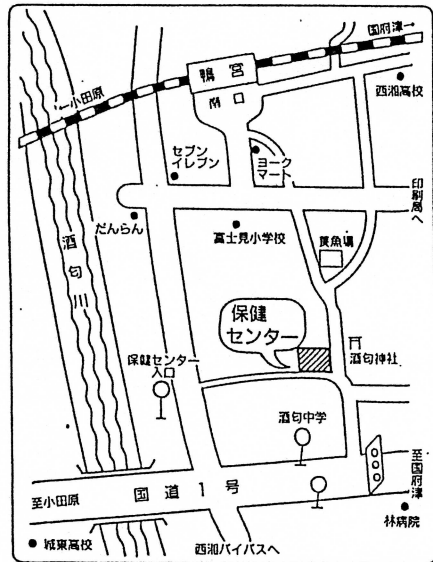 国府津→
鴨宮
南口
←小田原
西湘高校
セブン
イレブン
ヨーク
マート
印刷局へ
だんらん
富士見小学校
養魚場
酒匂川
保健
センター
酒匂神社
保健センター
入口
酒匂中学
至小田原
国道1号
至国府津
林病院
城東高校
西湘バイパスへ